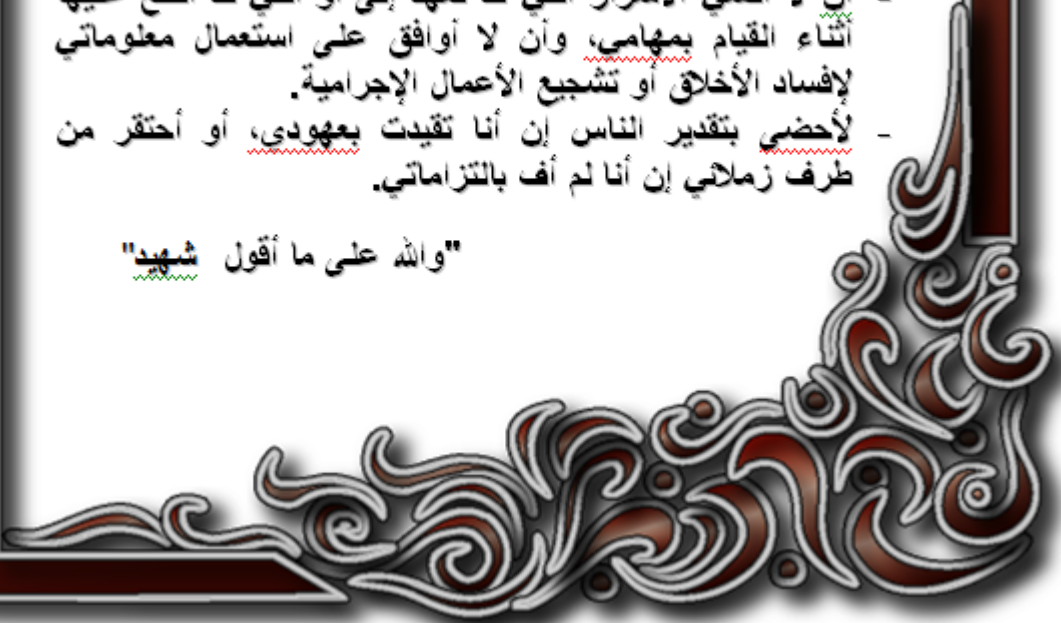 أثناء القيام بمهامي، وأن لا أوافق على استعمال معلوماتي
لإفساد الأخلاق أو تشجيع الأعمال الإجرامية.
- لأحضي بتقدير الناس إن أنا تقيدت بعهودي، أو أحتقر من
طرف زملائي إن أنا لم أف بالتزاماتي.
"والله على ما أقول شهيد"